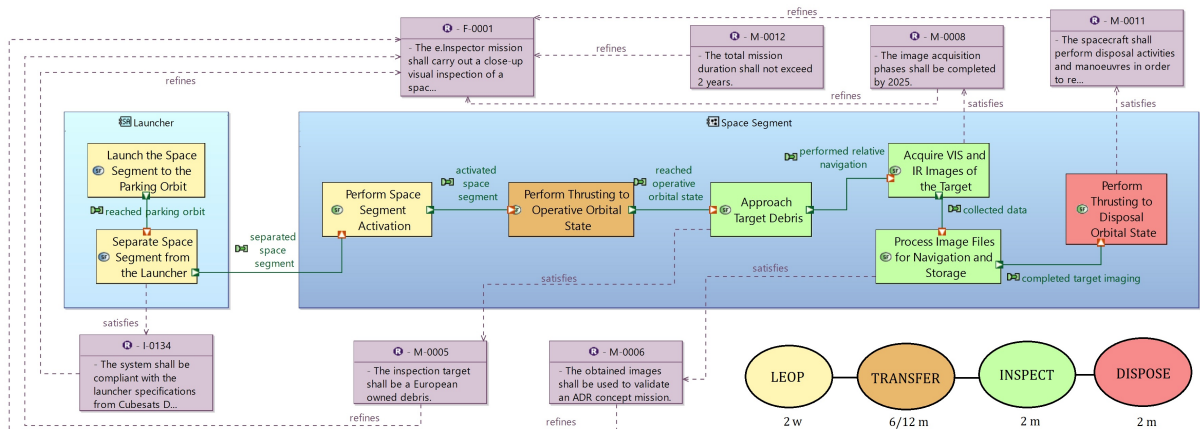 refines
R - F-0001
- The e.Inspector mission
shall carry out a close-up
visual inspection of a
spac...
refines
R - M-0012
- The total mission
duration shall not exceed
2 years.
R - M-0008
- The image acquisition
phases shall be completed
by 2025.
R - M-0011
- The spacecraft shall
perform disposal activities
and manoeuvres in order
to re...
refines
refines
satisfies
satisfies
Launcher
Launch the Space
Segment to the
Parking Orbit
reached parking orbit
Separate Space
Segment from
the Launcher
separated
space
segment
Space Segment
Perform Space
Segment
Activation
activated
space
segment
Perform Thrusting to
Operative Orbital
State
reached
operative
orbital state
Approach
Target Debris
performed relative
navigation
Acquire VIS and
IR Images of
the Target
collected data
Process Image Files
for Navigation and
Storage
completed target imaging
Perform
Thrusting to
Disposal
Orbital State
satisfies
satisfies
satisfies
R - I-0134
- The system shall be
compliant with the
launcher specifications
from Cubesats D...
R - M-0005
- The inspection target
shall be a European
owned debris.
R - M-0006
- The obtained images
shall be used to validate
an ADR concept mission.
refines
refines
LEOP
TRANSFER
INSPECT
DISPOSE
2 w
6/12 m
2 m
2 m